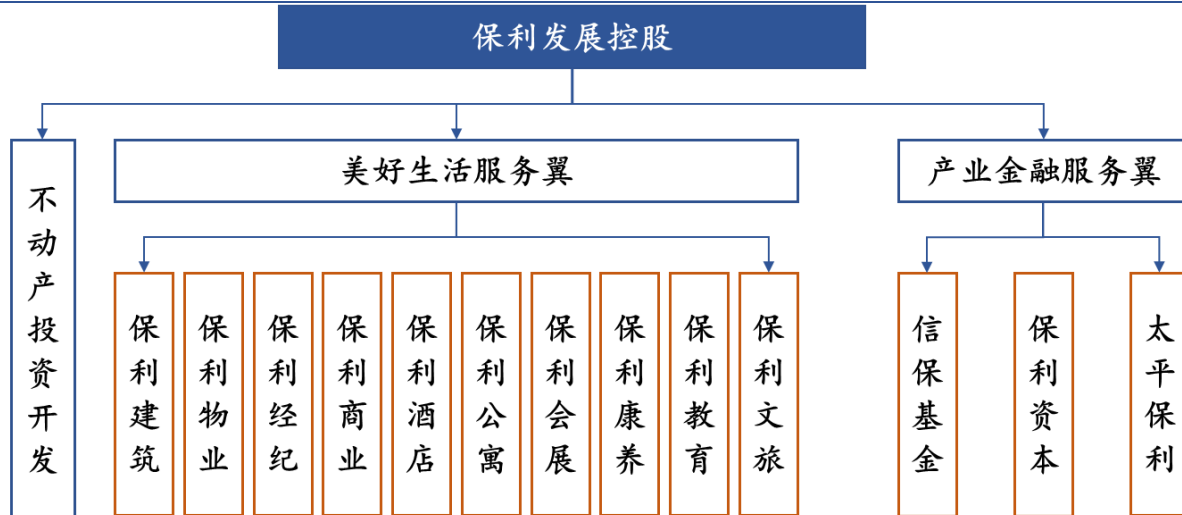 保利发展控股
不动产投资开发
美好生活服务翼
产业金融服务翼
保利建筑
保利物业
保利经纪
保利商业
保利酒店
保利公寓
保利会展
保利康养
保利教育
保利文旅
信保基金
保利资本
太平保利